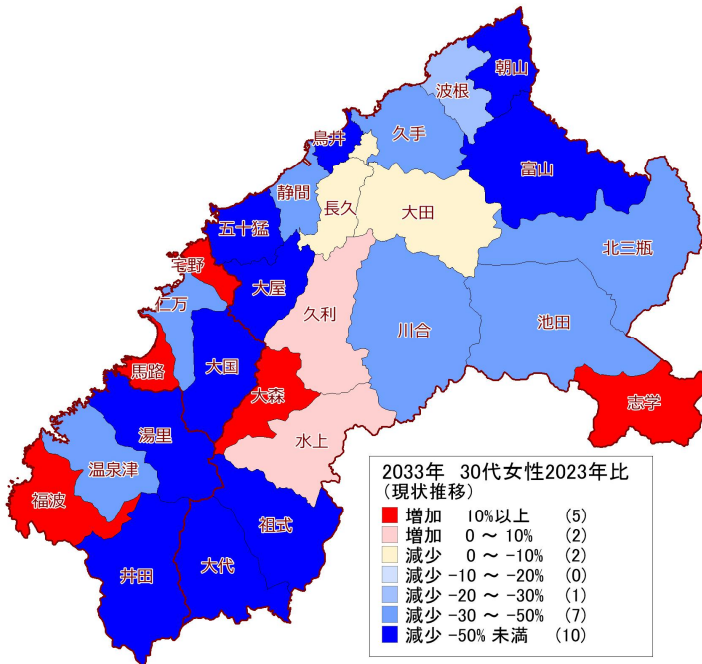 朝山
波根
久手
鳥井
富山
静間
長久
大田
五十猛
北三瓶
宅野
大屋
仁万
久利
池田
川合
大国
馬路
大森
志学
湯里
水上
温泉津
福波
祖式
井田
大代
2033年 30代女性2023年比
(現状推移)
増加 10%以上 (5)
増加 0 ～ 10% (2)
減少 0 ～ -10% (2)
減少 -10 ～ -20% (0)
減少 -20 ～ -30% (1)
減少 -30 ～ -50% (7)
減少 -50% 未満 (10)